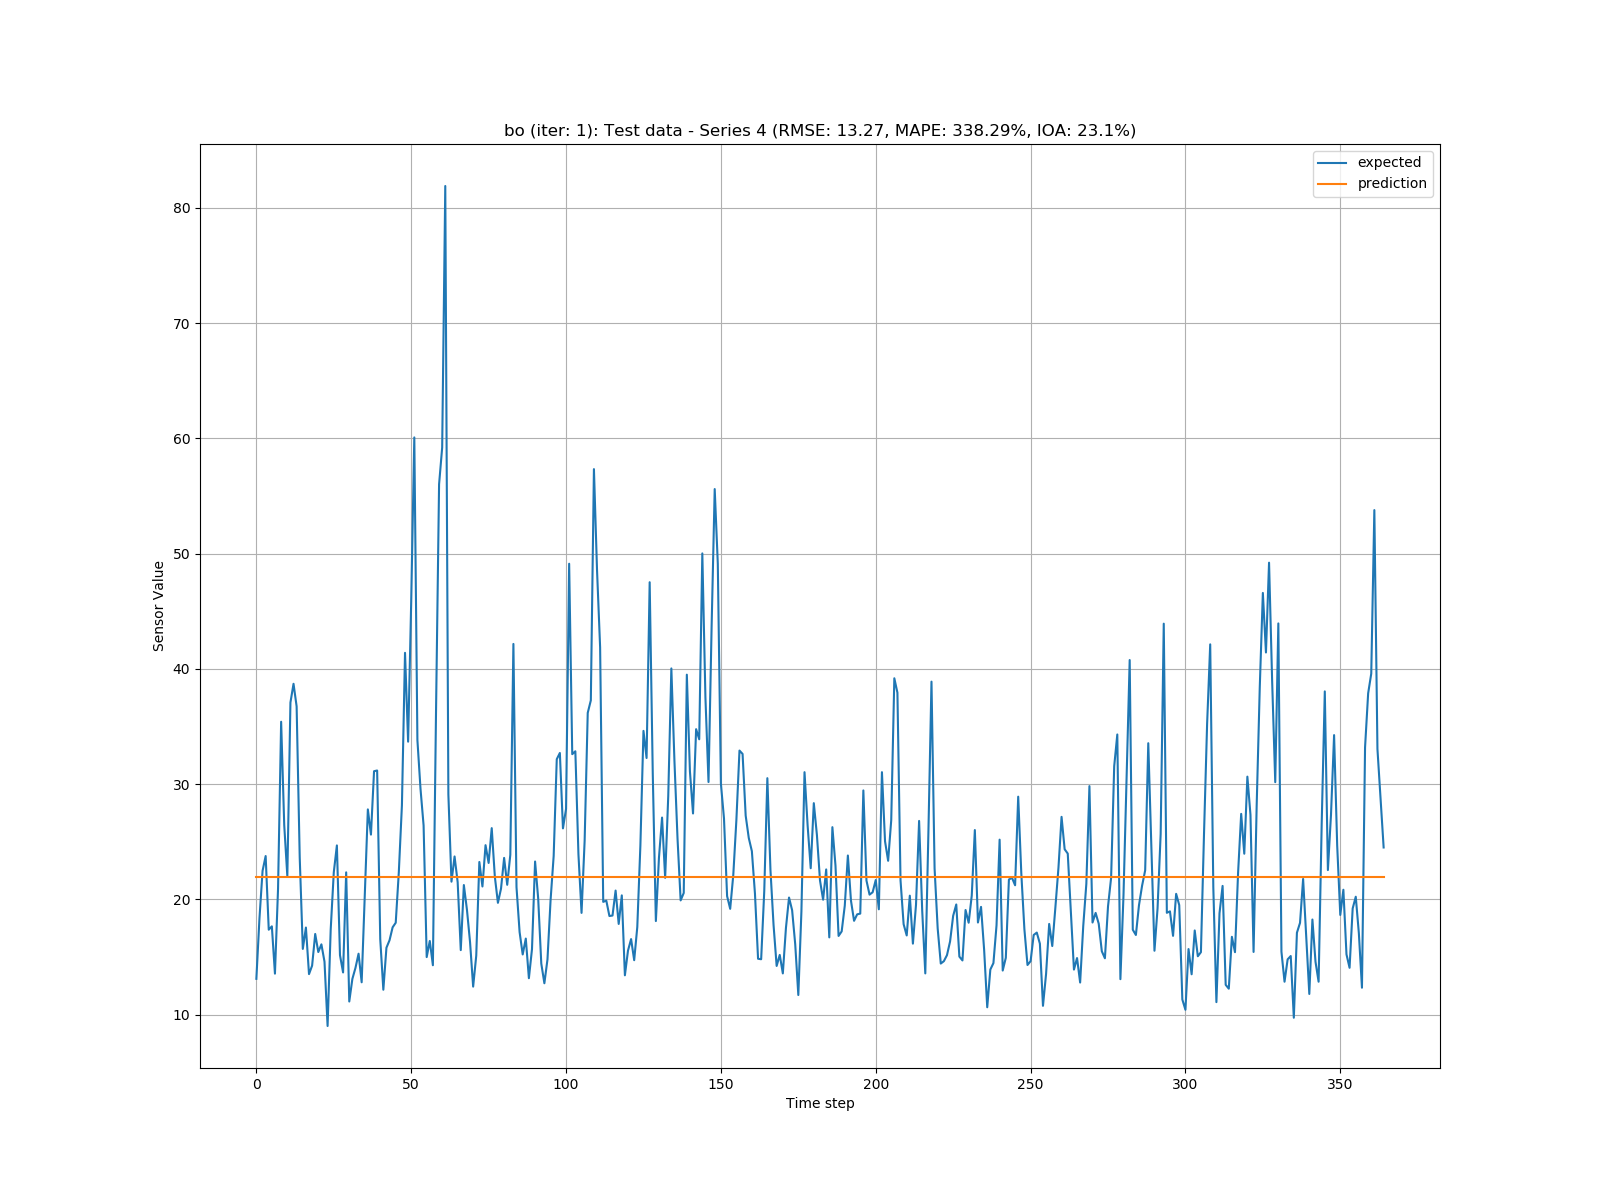 bo (iter: 1): Test data - Series 4 (RMSE: 13.27, MAPE: 338.29%, IOA: 23.1%)
expected
prediction
80
70
60
50
40
30
20
10
Sensor Value
0 50 100 150 200 250 300 350
Time step